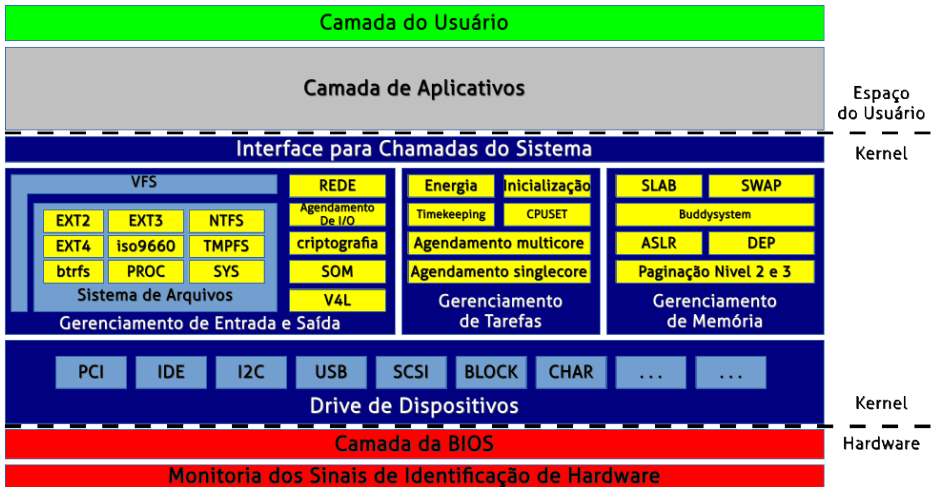 Camada do Usuário
Camada de Aplicativos
Espaço
do Usuário
Interface para Chamadas do Sistema
Kernel
VFS
EXT2
EXT3
NTFS
EXT4
iso9660
TMPFS
btrfs
PROC
SYS
Sistema de Arquivos
REDE
Agendamento
De I/O
criptografia
SOM
V4L
Gerenciamento de Entrada e Saída
Energia
Inicialização
Timekeeping
CPUSET
Agendamento multicore
Agendamento singlecore
Gerenciamento
de Tarefas
SLAB
SWAP
Buddysystem
ASLR
DEP
Paginação Nivel 2 e 3
Gerenciamento
de Memória
PCI
IDE
I2C
USB
SCSI
BLOCK
CHAR
...
...
Drive de Dispositivos
Kernel
Camada da BIOS
Hardware
Monitoria dos Sinais de Identificação de Hardware